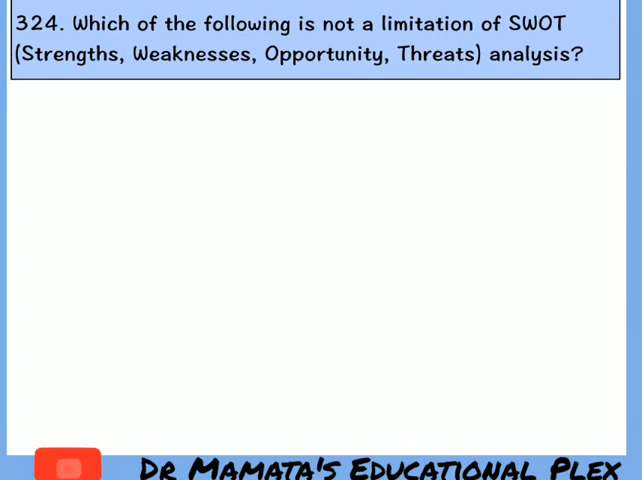 324. Which of the following is not a limitation of SWOT
(Strengths, Weaknesses, Opportunity, Threats) analysis?
Dr Mamata's Educational Plex